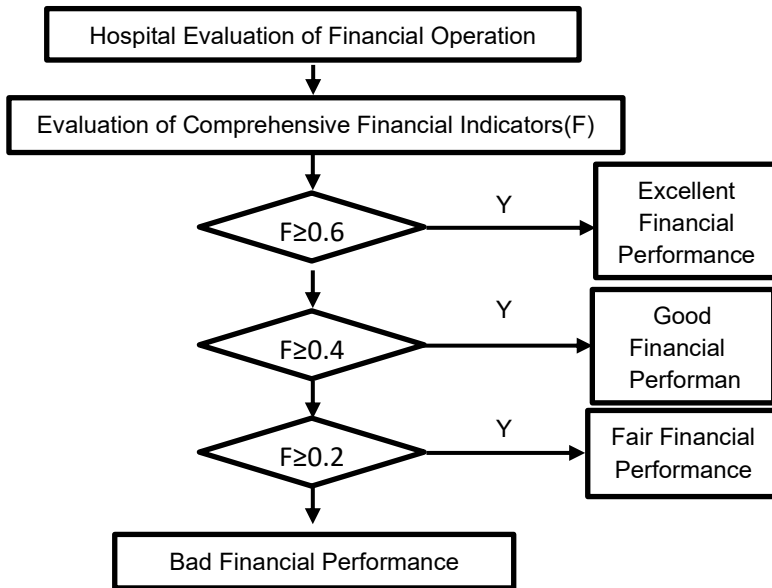 Hospital Evaluation of Financial Operation
Evaluation of Comprehensive Financial Indicators(F)
F≥0.6
Y
Excellent
Financial
Performance
F≥0.4
Y
Good
Financial
Performan
F≥0.2
Y
Fair Financial
Performance
Bad Financial Performance